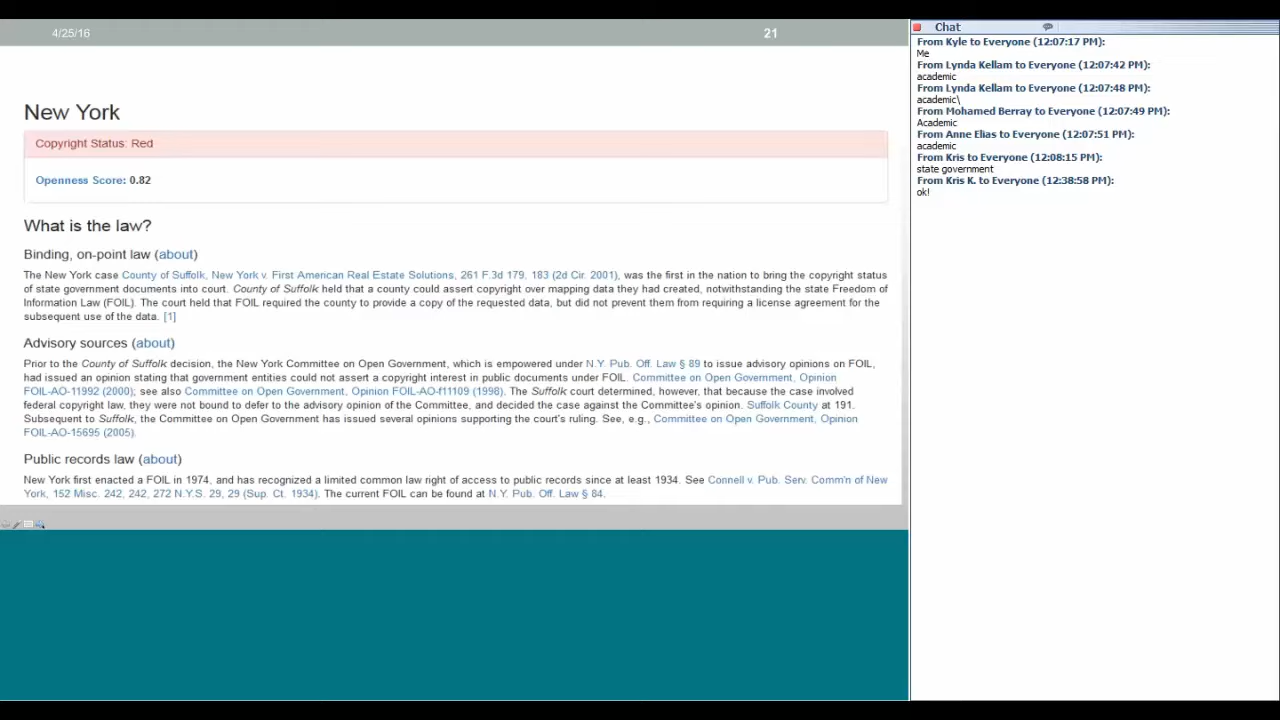 4/25/16
21
New York
Copyright Status: Red
Openness Score: 0.82
What is the law?
Binding, on-point law (about)
The New York case County of Suffolk, New York v. First American Real Estate Solutions, 261 F.3d 179, 183 (2d Cir. 2001), was the first in the nation to bring the copyright status
of state government documents into court. County of Suffolk held that a county could assert copyright over mapping data they had created, notwithstanding the state Freedom of
Information Law (FOIL). The court held that FOIL required the county to provide a copy of the requested data, but did not prevent them from requiring a license agreement for the
subsequent use of the data. [1]
Advisory sources (about)
Prior to the County of Suffolk decision, the New York Committee on Open Government, which is empowered under N.Y. Pub. Off. Law § 89 to issue advisory opinions on FOIL,
had issued an opinion stating that government entities could not assert a copyright interest in public documents under FOIL. Committee on Open Government, Opinion
FOIL-AO-11992 (2000); see also Committee on Open Government, Opinion FOIL-AO-f11109 (1998). The Suffolk court determined, however, that because the case involved
federal copyright law, they were not bound to defer to the advisory opinion of the Committee, and decided the case against the Committee's opinion. Suffolk County at 191.
Subsequent to Suffolk, the Committee on Open Government has issued several opinions supporting the court's ruling. See, e.g., Committee on Open Government, Opinion
FOIL-AO-15695 (2005).
Public records law (about)
New York first enacted a FOIL in 1974, and has recognized a limited common law right of access to public records since at least 1934. See Connell v. Pub. Serv. Comm'n of New
York, 152 Misc. 242, 242, 272 N.Y.S. 29, 29 (Sup. Ct. 1934). The current FOIL can be found at N.Y. Pub. Off. Law § 84.
Chat
From Kyle to Everyone (12:07:17 PM):
Me
From Lynda Kellam to Everyone (12:07:42 PM):
academic
From Lynda Kellam to Everyone (12:07:48 PM):
academic\
From Mohamed Berray to Everyone (12:07:49 PM):
Academic
From Anne Elias to Everyone (12:07:51 PM):
academic
From Kris to Everyone (12:08:15 PM):
state government
From Kris K. to Everyone (12:38:58 PM):
ok!